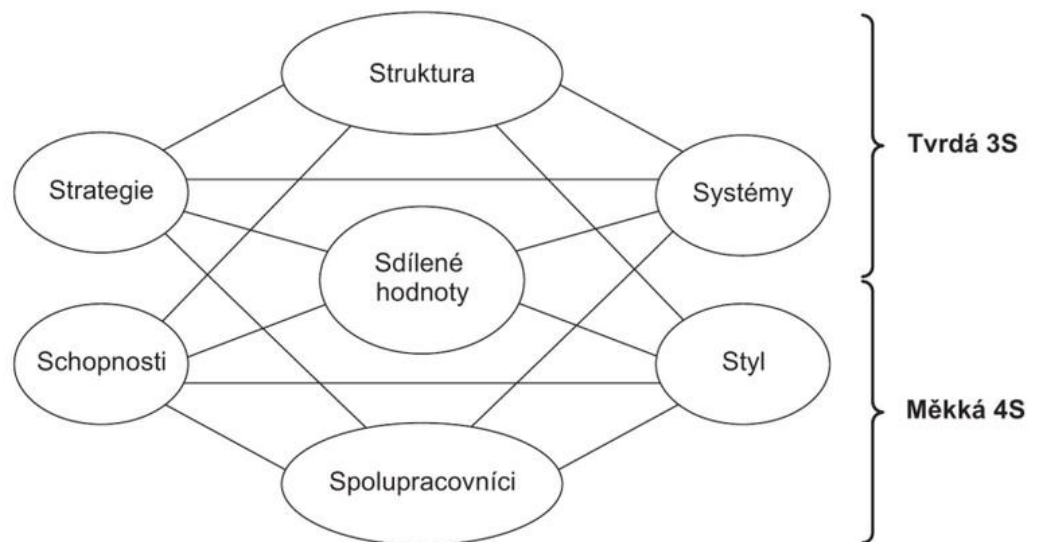 Struktura
Tvrdá 3S
Strategie
Systémy
Sdílené
hodnoty
Schopnosti
Styl
Měkká 4S
Spolupracovníci